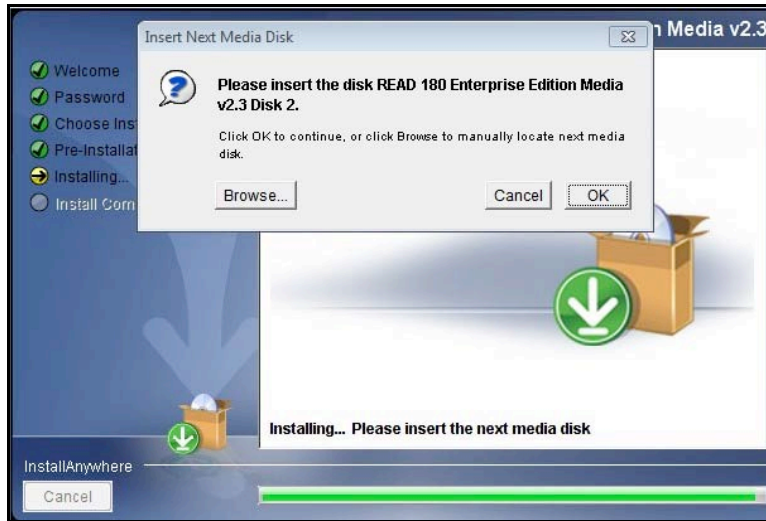 Insert Next Media Disk
n Media v2.3
Welcome
Password
Choose Ins
Pre-Installat
Installing...
Install Com
Please insert the disk READ 180 Enterprise Edition Media
v2.3 Disk 2.
Click OK to continue, or click Browse to manually locate next media
disk.
Browse...
Cancel
OK
Installing... Please insert the next media disk
InstallAnywhere
Cancel